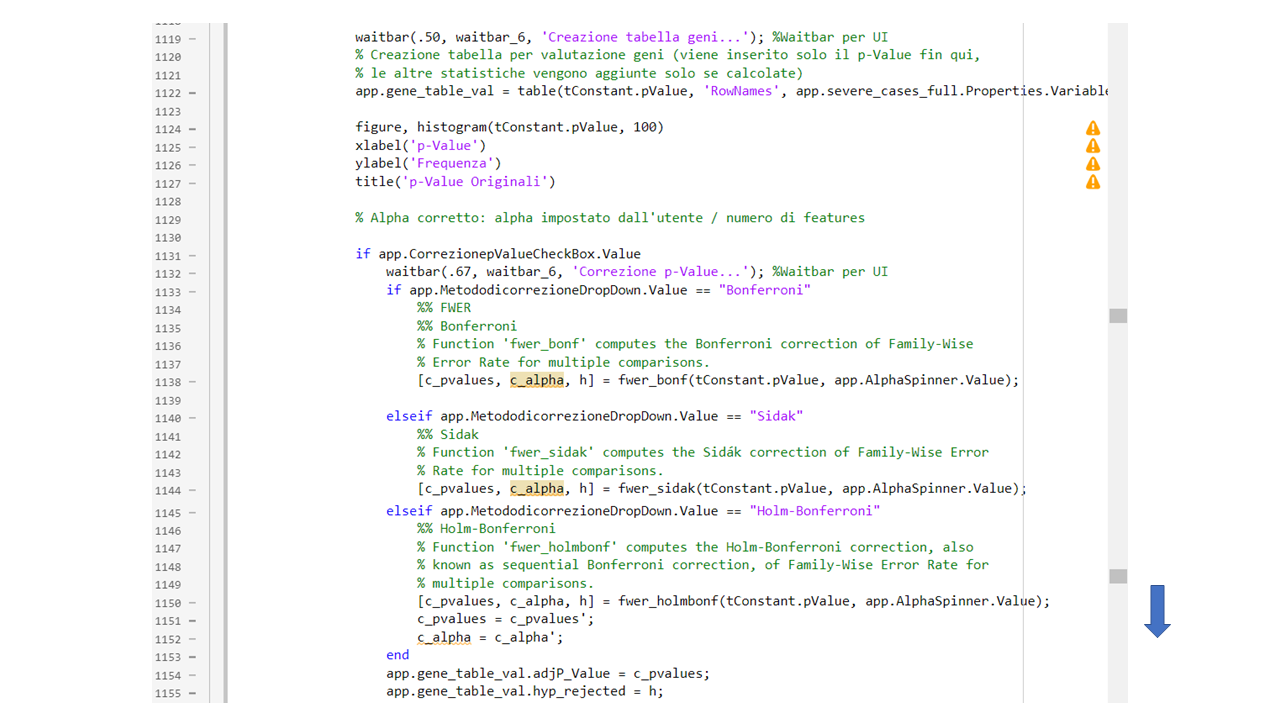 1119 – waitbar(.50, waitbar_6, 'Creazione tabella geni...'); %Waitbar per UI
1120 % Creazione tabella per valutazione geni (viene inserito solo il p-Value fin qui,
1121 % le altre statistiche vengono aggiunte solo se calcolate)
1122 – app.gene_table_val = table(tConstant.pValue, 'RowNames', app.severe_cases_full.Properties.Variable
1123
1124 – figure, histogram(tConstant.pValue, 100)
1125 – xlabel('p-Value')
1126 – ylabel('Frequenza')
1127 – title('p-Value Originali')
1128
1129 % Alpha corretto: alpha impostato dall'utente / numero di features
1130
1131 – if app.CorrezionepValueCheckBox.Value
1132 – waitbar(.67, waitbar_6, 'Correzione p-Value...'); %Waitbar per UI
1133 – if app.MetododicorrezioneDropDown.Value == "Bonferroni"
1134 %% FWER
1135 %% Bonferroni
1136 % Function 'fwer_bonf' computes the Bonferroni correction of Family-Wise
1137 % Error Rate for multiple comparisons.
1138 – [c_pvalues, c_alpha, h] = fwer_bonf(tConstant.pValue, app.AlphaSpinner.Value);
1139
1140 – elseif app.MetododicorrezioneDropDown.Value == "Sidak"
1141 %% Sidak
1142 % Function 'fwer_sidak' computes the Sidák correction of Family-Wise Error
1143 % Rate for multiple comparisons.
1144 – [c_pvalues, c_alpha, h] = fwer_sidak(tConstant.pValue, app.AlphaSpinner.Value);
1145 – elseif app.MetododicorrezioneDropDown.Value == "Holm-Bonferroni"
1146 %% Holm-Bonferroni
1147 % Function 'fwer_holmbonf' computes the Holm-Bonferroni correction, also
1148 % known as sequential Bonferroni correction, of Family-Wise Error Rate for
1149 % multiple comparisons.
1150 – [c_pvalues, c_alpha, h] = fwer_holmbonf(tConstant.pValue, app.AlphaSpinner.Value);
1151 – c_pvalues = c_pvalues';
1152 – c_alpha = c_alpha';
1153 – end
1154 – app.gene_table_val.adjP_Value = c_pvalues;
1155 – app.gene_table_val.hyp_rejected = h;